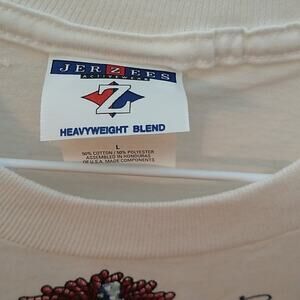 JERZEES
ACTIVEWEAR
Z
HEAVYWEIGHT BLEND
L
50% COTTON / 50% POLYESTER
ASSEMBLED IN HONDURAS
OF U.S.A. MADE COMPONENTS